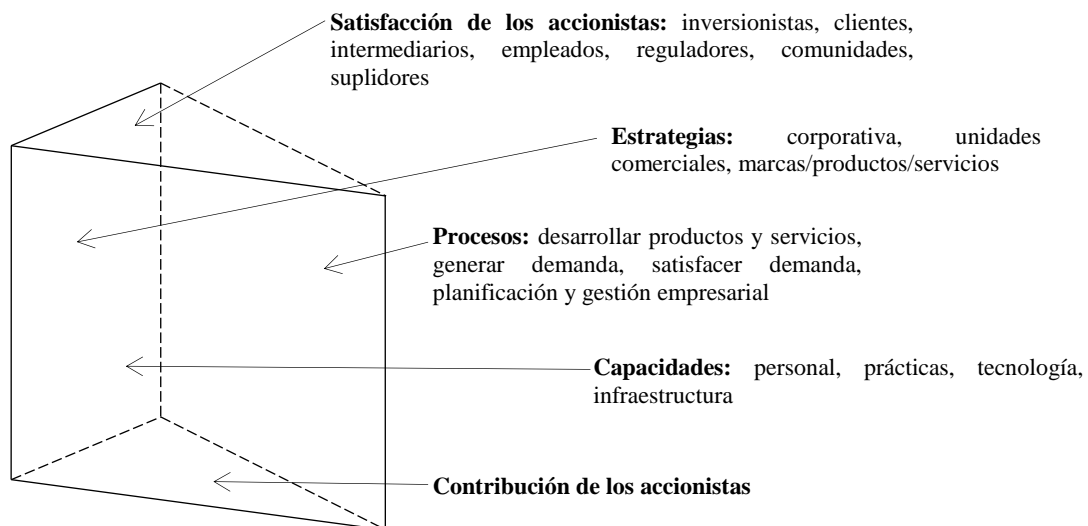 Satisfacción de los accionistas: inversionistas, clientes,
intermediarios, empleados, reguladores, comunidades,
suplidores
Estrategias: corporativa, unidades
comerciales, marcas/productos/servicios
Procesos: desarrollar productos y servicios,
generar demanda, satisfacer demanda,
planificación y gestión empresarial
Capacidades: personal, prácticas, tecnología,
infraestructura
Contribución de los accionistas